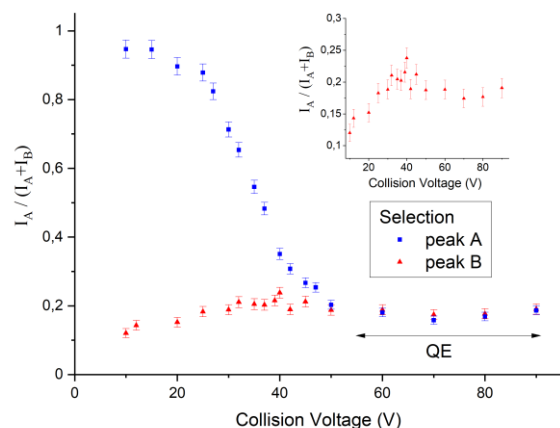 1
0,8
0,6
0,4
0,2
0
I_A / (I_A+I_B)
0
20
40
60
80
Collision Voltage (V)
0,3
0,25
0,2
0,15
0,1
I_A / (I_A+I_B)
0
20
40
60
80
Collision Voltage (V)
Selection
peak A
peak B
QE